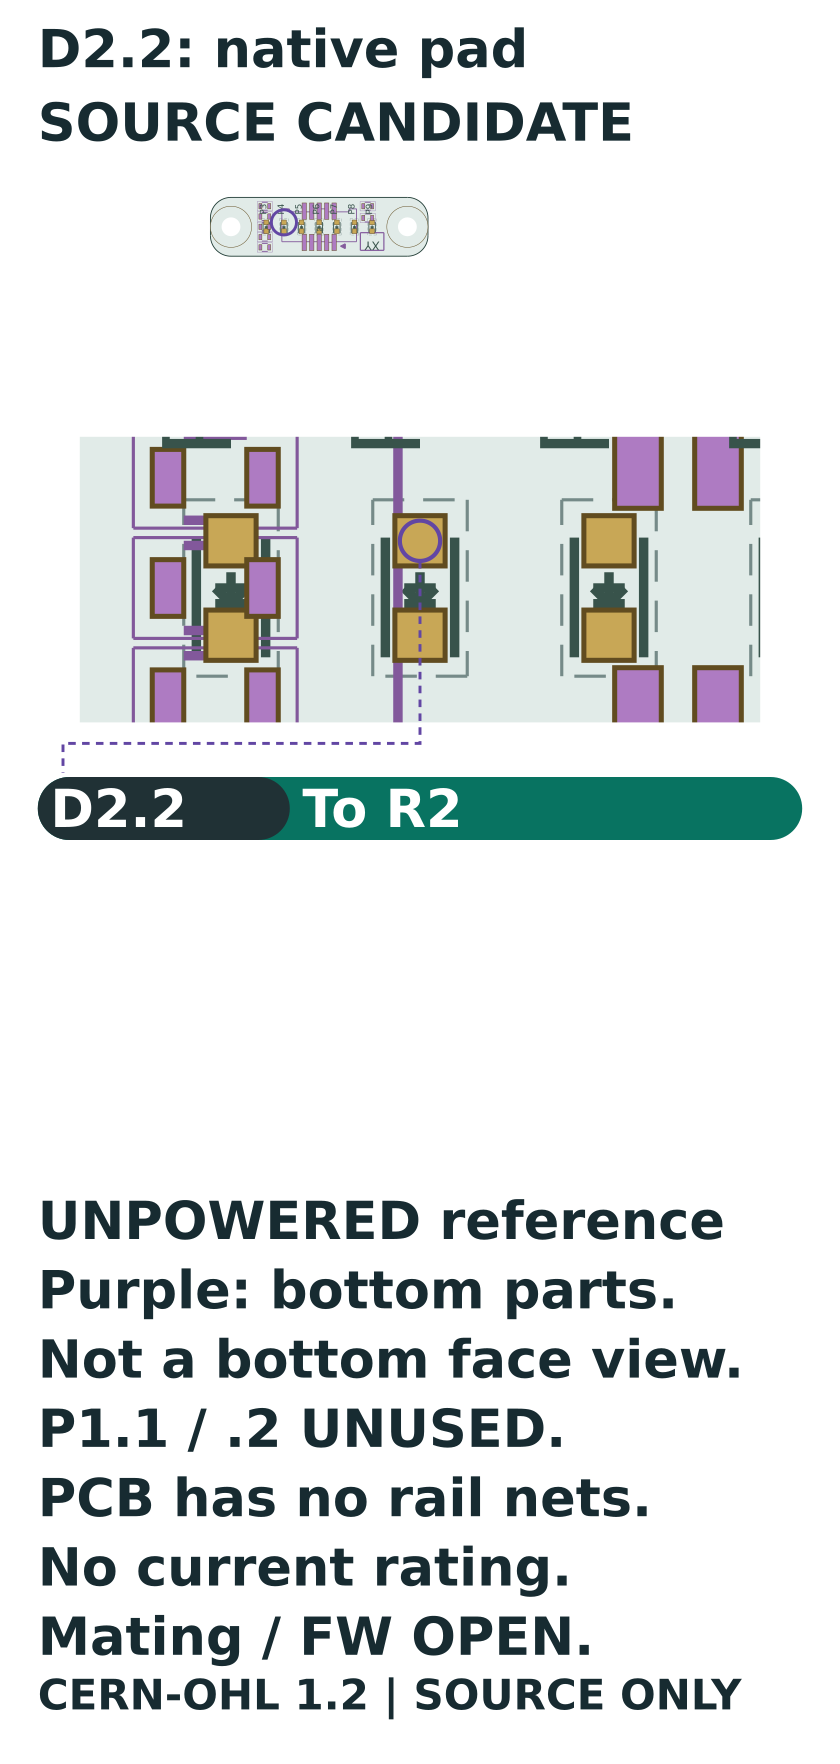 D2.2: native pad
SOURCE CANDIDATE
XY
D2.2 To R2
UNPOWERED reference
Purple: bottom parts.
Not a bottom face view.
P1.1 / .2 UNUSED.
PCB has no rail nets.
No current rating.
Mating / FW OPEN.
CERN-OHL 1.2 | SOURCE ONLY